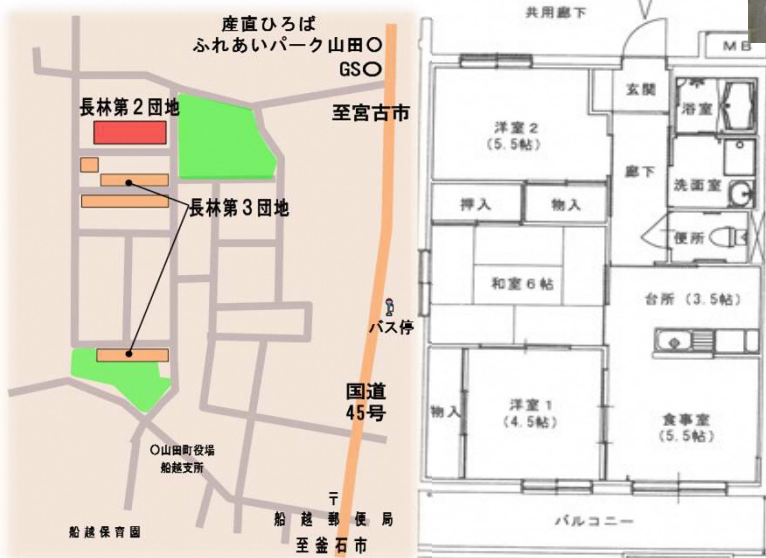 産直ひろば
ふれあいパーク山田○
GS○
長林第2団地
至宮古市
長林第3団地
バス停
国道
45号
○山田町役場
船越支所
〒
船越郵便局
船越保育園
至釜石市
共用廊下
MB
玄関
浴室
洋室2
(5.5帖)
廊下
洗面室
押入
物入
便所
和室6帖
台所(3.5帖)
物入
洋室1
(4.5帖)
食事室
(5.5帖)
バルコニー